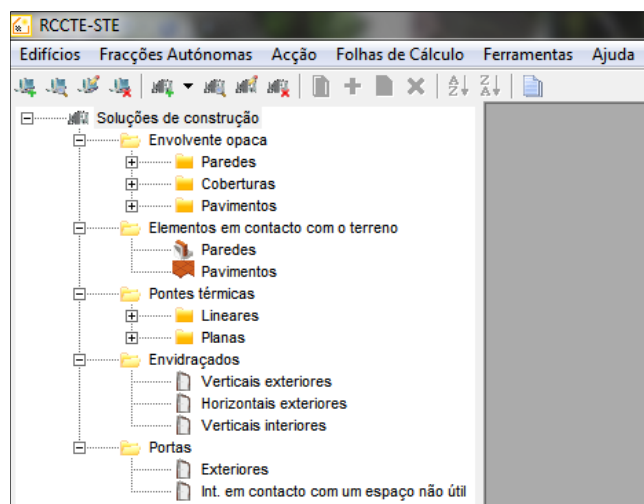 RCCTE-STE
Edifícios Fracções Autónomas Acção Folhas de Cálculo Ferramentas Ajuda
Soluções de construção
Envolvente opaca
Paredes
Coberturas
Pavimentos
Elementos em contacto com o terreno
Paredes
Pavimentos
Pontes térmicas
Lineares
Planas
Envidraçados
Verticais exteriores
Horizontais exteriores
Verticais interiores
Portas
Exteriores
Int. em contacto com um espaço não útil